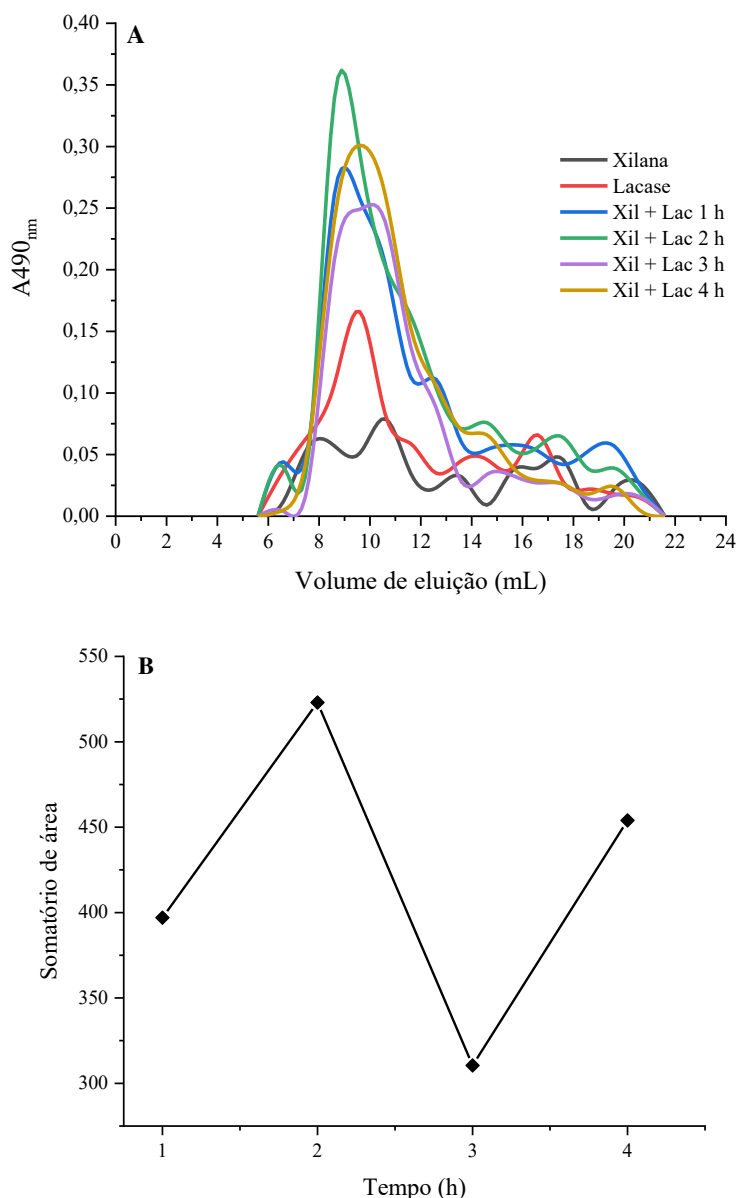 A
0,40
0,35
0,30
0,25
0,20
0,15
0,10
0,05
0,00
A490nm
Xilana
Lacase
Xil + Lac 1 h
Xil + Lac 2 h
Xil + Lac 3 h
Xil + Lac 4 h
0 2 4 6 8 10 12 14 16 18 20 22 24
Volume de eluição (mL)
B
550
500
450
400
350
300
Somatório de área
1 2 3 4
Tempo (h)